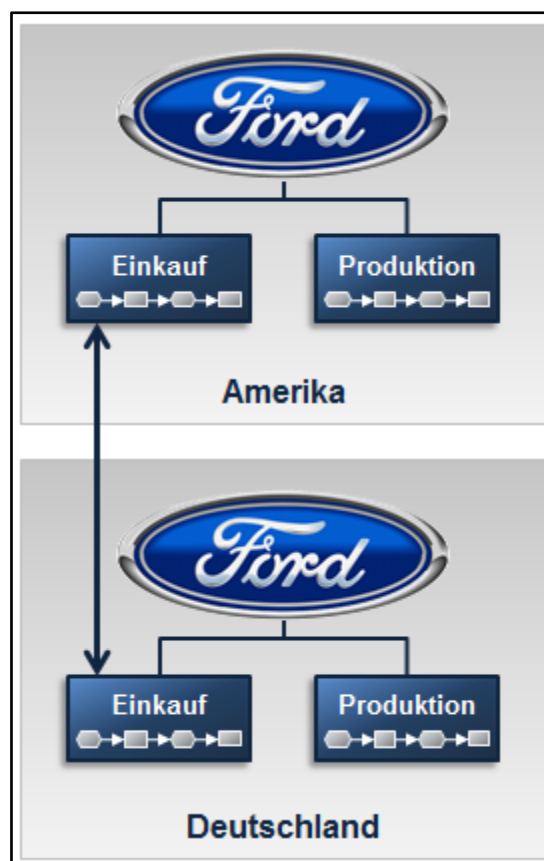 Ford
Einkauf
Produktion
Amerika
Ford
Einkauf
Produktion
Deutschland